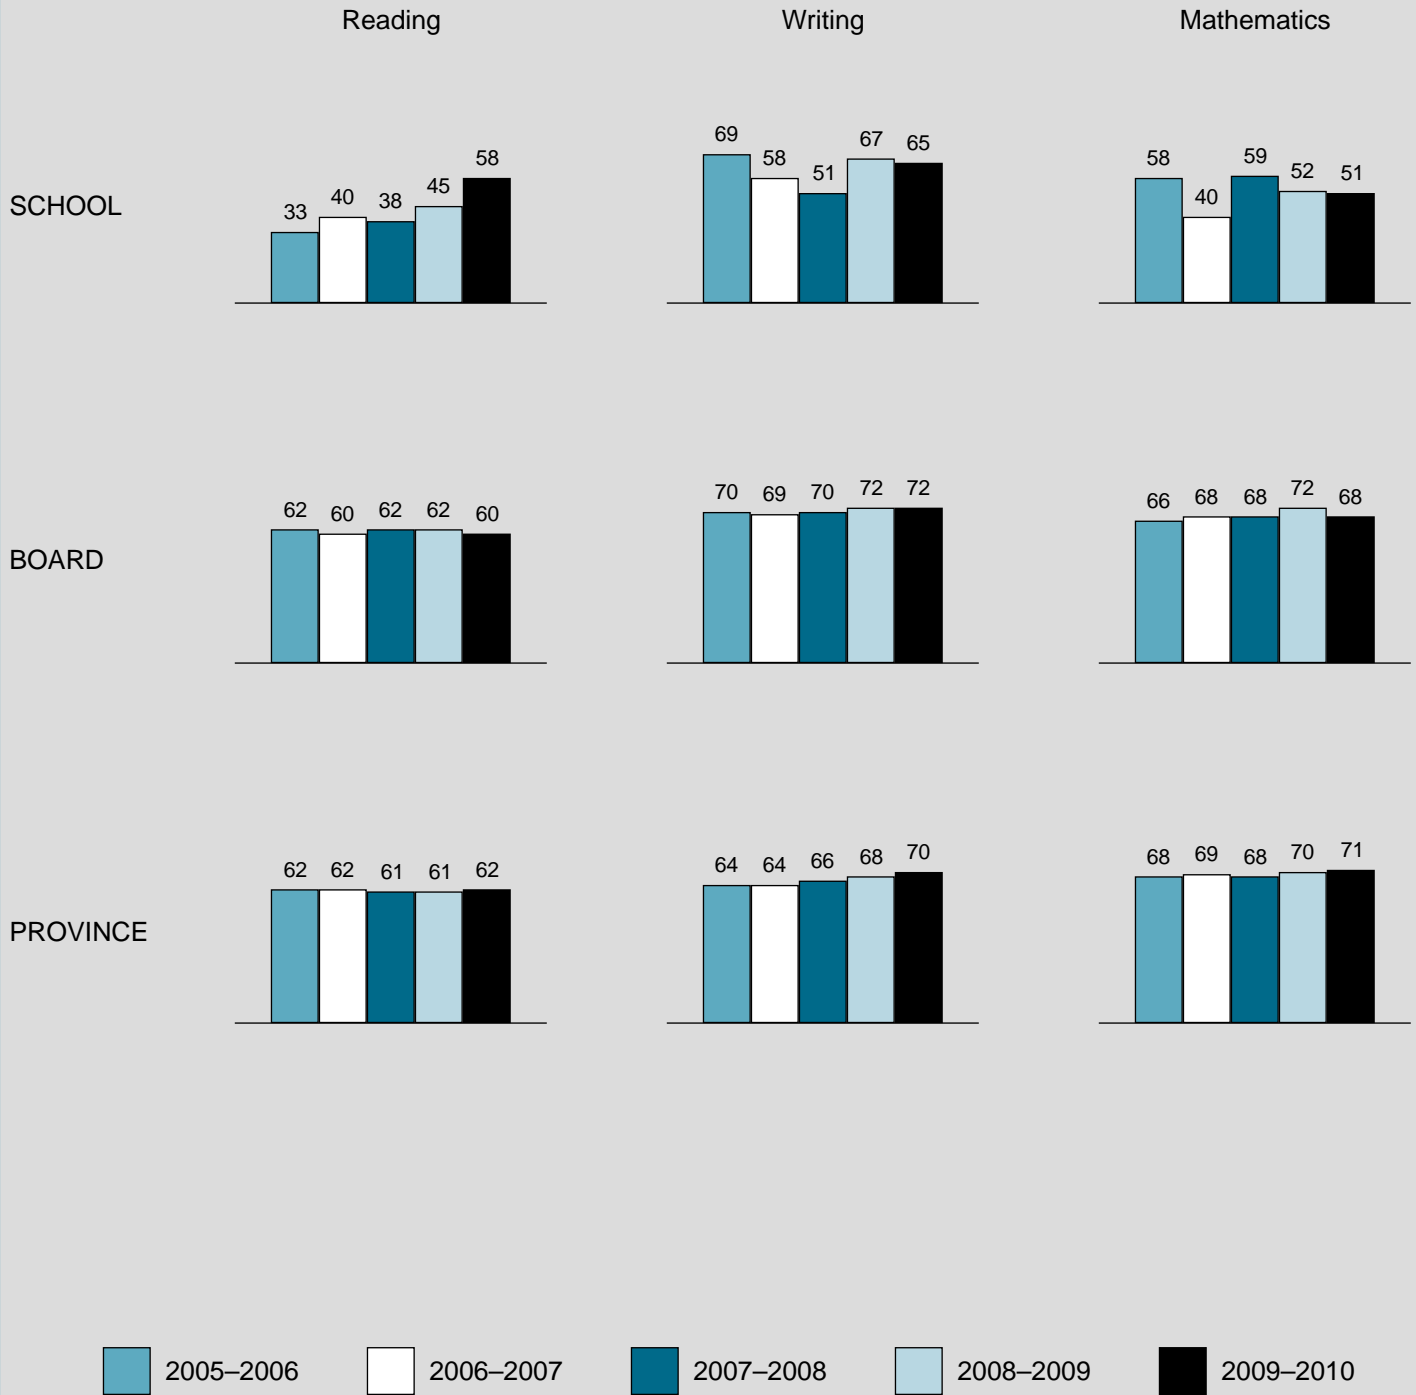 Reading Writing Mathematics
SCHOOL
33 40 38 45 58
69 58 51 67 65
58 40 59 52 51
BOARD
62 60 62 62 60
70 69 70 72 72
66 68 68 72 68
PROVINCE
62 62 61 61 62
64 64 66 68 70
68 69 68 70 71
2005–2006 2006–2007 2007–2008 2008–2009 2009–2010